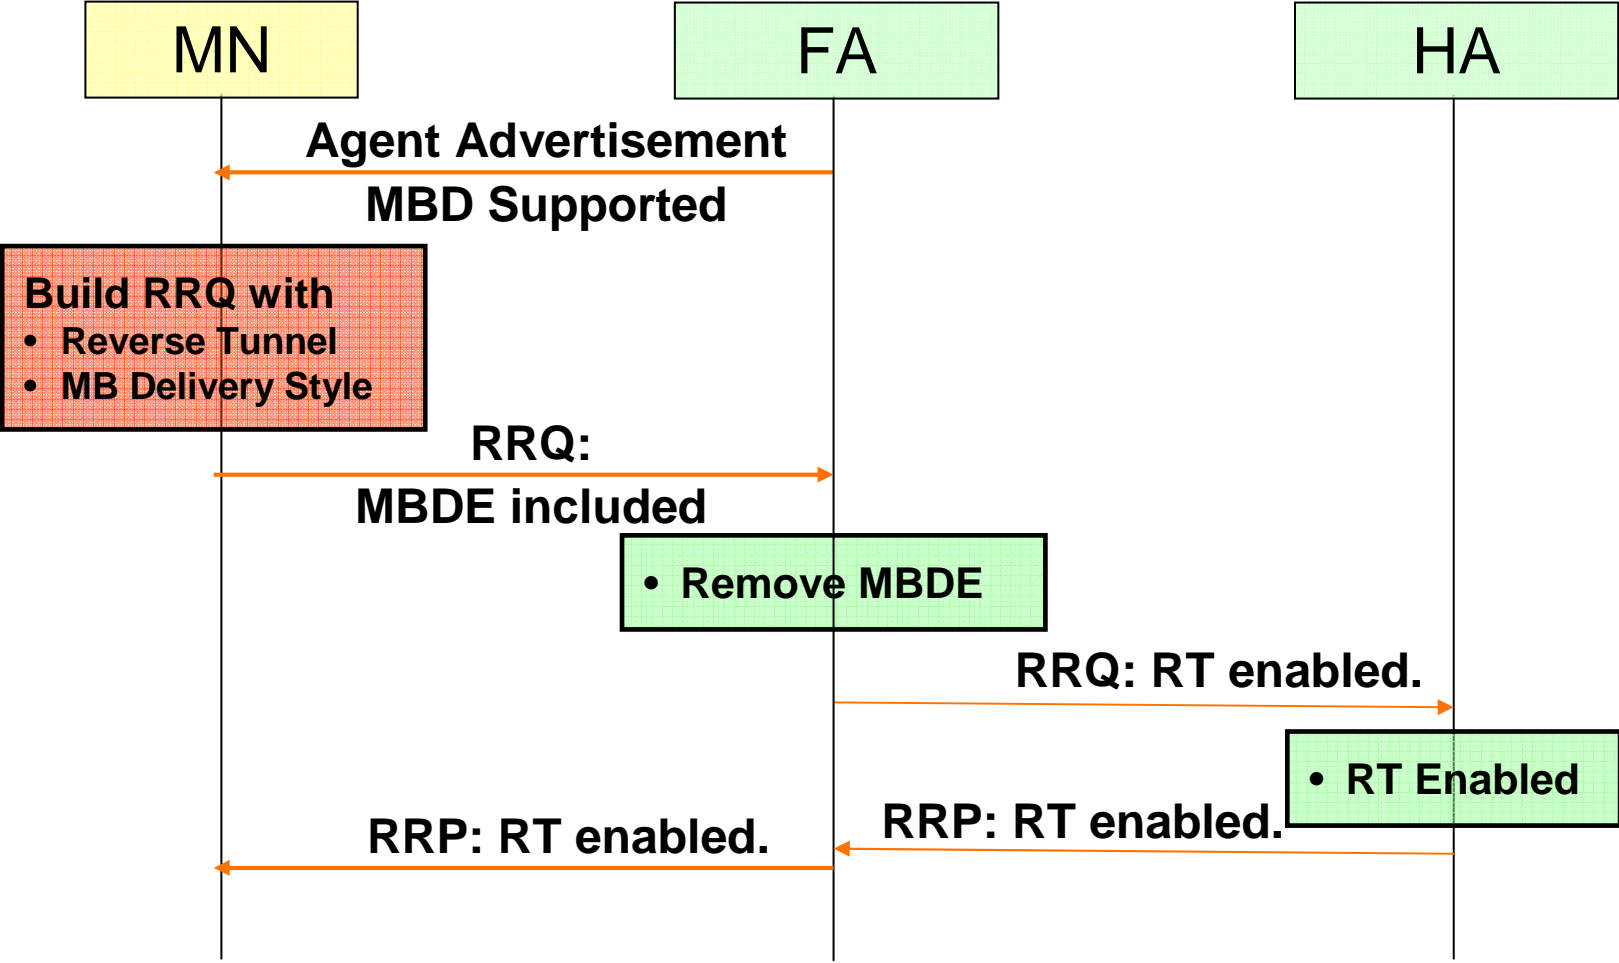 MN
FA
HA
Agent Advertisement
MBD Supported
Build RRQ with
• Reverse Tunnel
• MB Delivery Style
RRQ:
MBDE included
• Remove MBDE
RRQ: RT enabled.
• RT Enabled
RRP: RT enabled.
RRP: RT enabled.